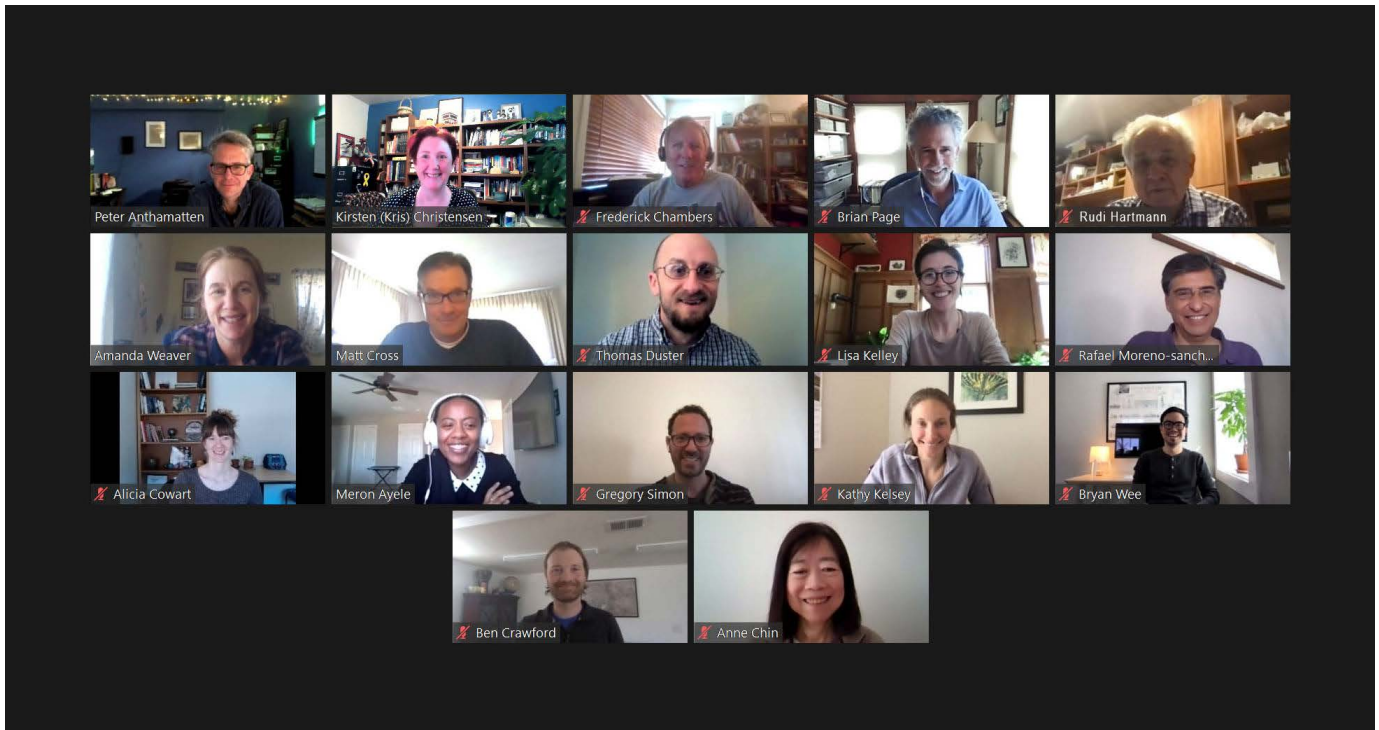 Peter Anthamatten
Kirsten (Kris) Christensen
Frederick Chambers
Brian Page
Rudi Hartmann
Amanda Weaver
Matt Cross
Thomas Duster
Lisa Kelley
Rafael Moreno-sanch...
Alicia Cowart
Meron Ayele
Gregory Simon
Kathy Kelsey
Bryan Wee
Ben Crawford
Anne Chin